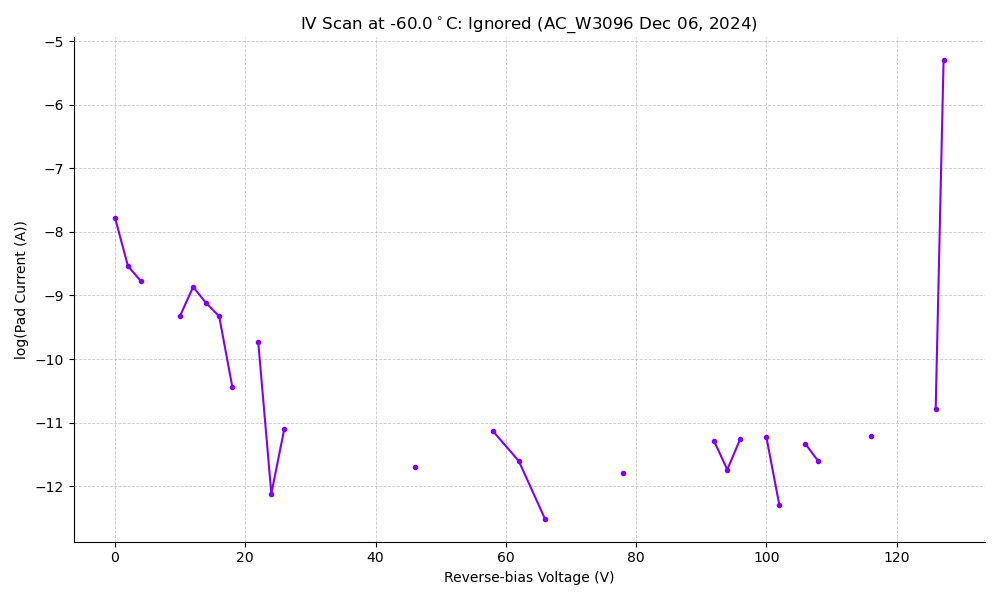 IV Scan at -60.0°C: Ignored (AC_W3096 Dec 06, 2024)
−5
−6
−7
−8
−9
−10
−11
−12
log(Pad Current (A))
0 20 40 60 80 100 120
Reverse-bias Voltage (V)